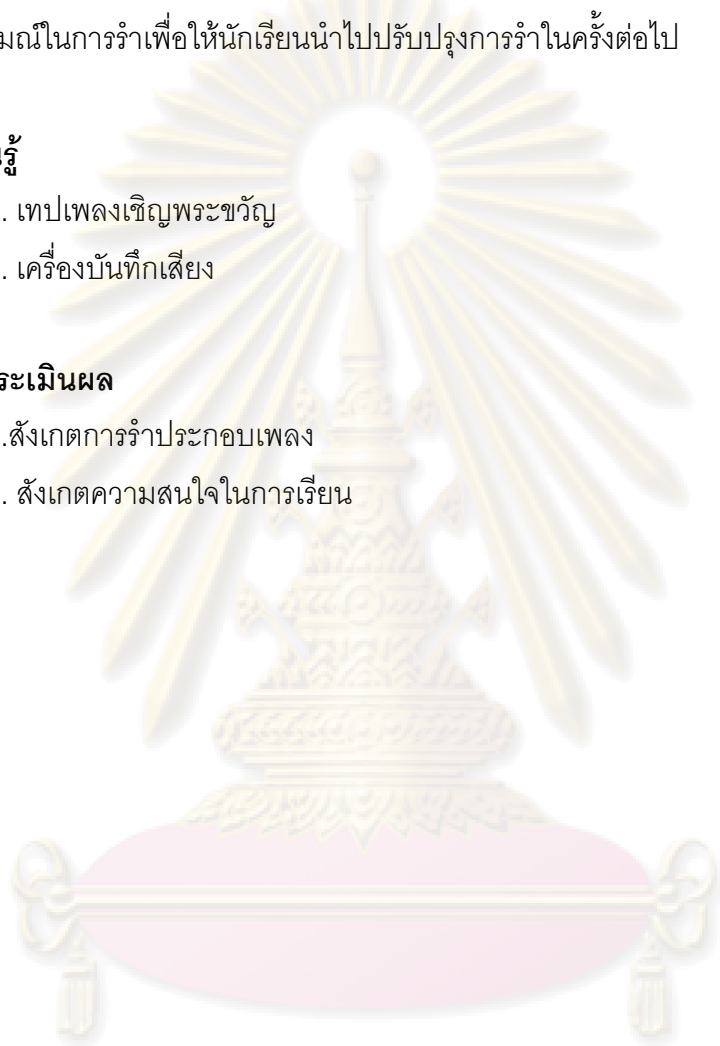 มณ์ในการรำเพื่อให้นักเรียนนำไปปรับปรุงการรำในครั้งต่อไป
นรู้
. เทปเพลงเชิญพระขวัญ
. เครื่องบันทึกเสียง
ระเมินผล
.สังเกตการรำประกอบเพลง
. สังเกตความสนใจในการเรียน